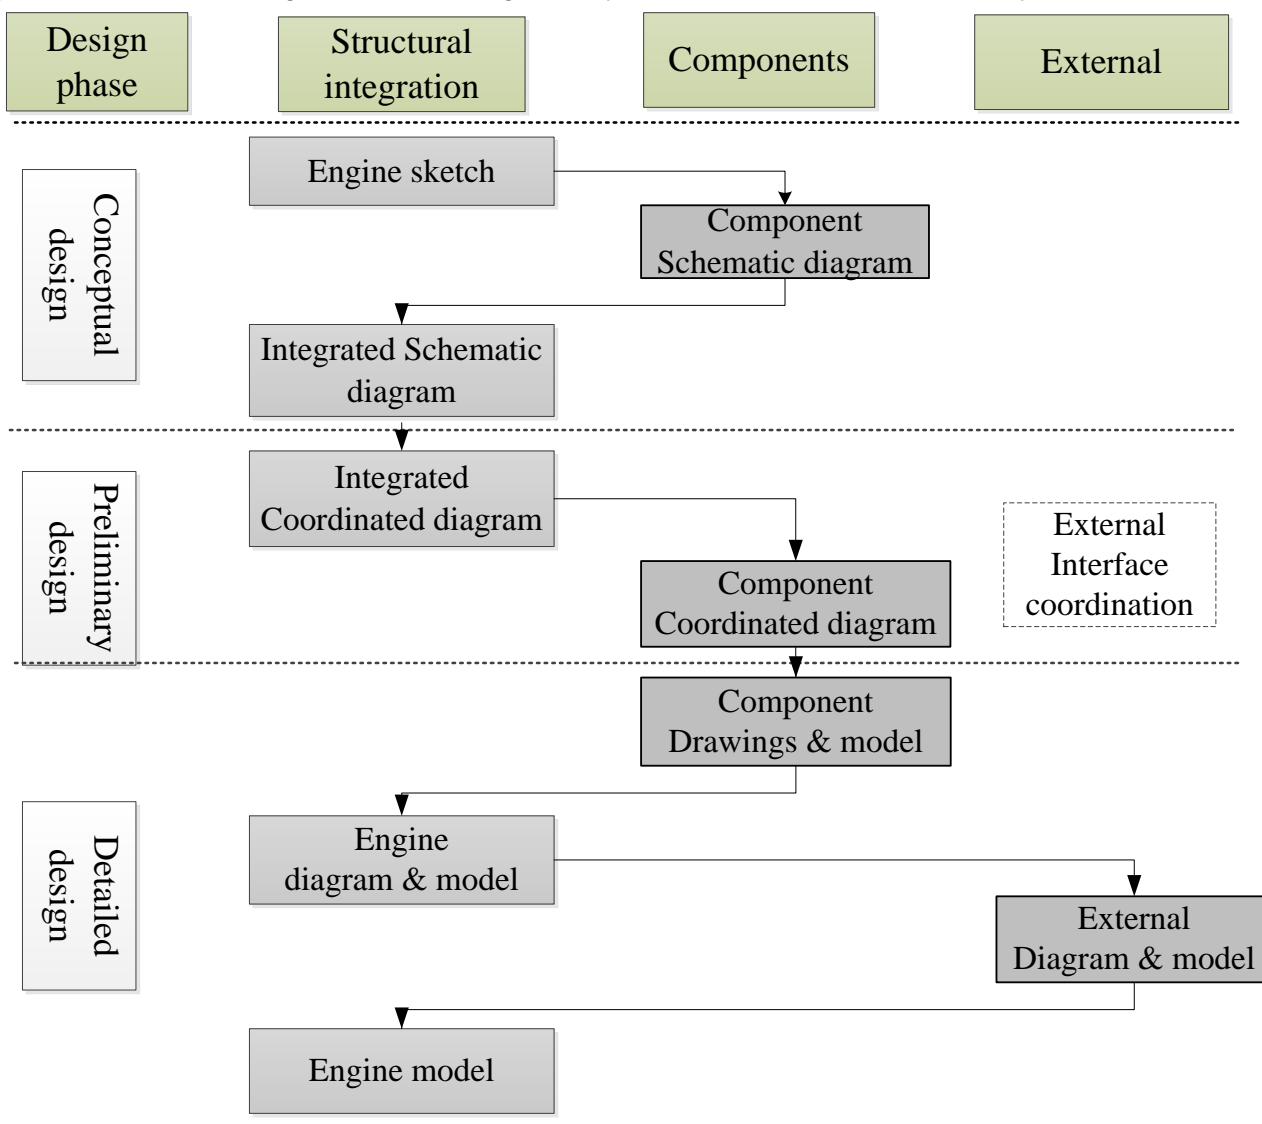 Design
phase
Structural
integration
Components
External
Conceptual
design
Engine sketch
Component
Schematic diagram
Integrated Schematic
diagram
Preliminary
design
Integrated
Coordinated diagram
External
Interface
coordination
Component
Coordinated diagram
Component
Drawings & model
Detailed
design
Engine
diagram & model
External
Diagram & model
Engine model